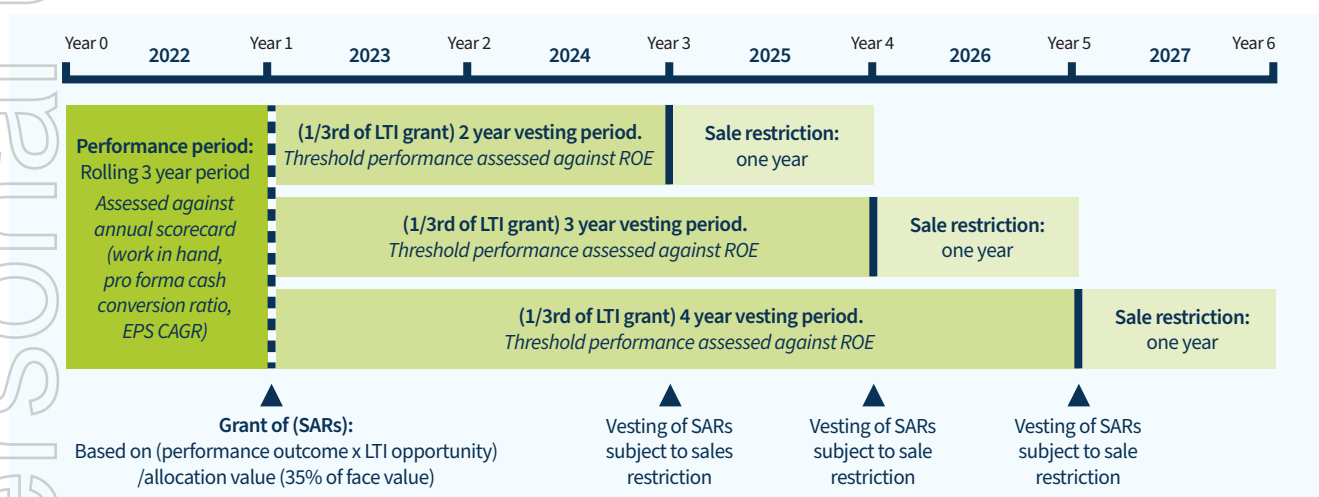 Year 0
2022
Year 1
2023
Year 2
2024
Year 3
2025
Year 4
2026
Year 5
2027
Year 6
Performance period:
Rolling 3 year period
Assessed against
annual scorecard
(work in hand,
pro forma cash
conversion ratio,
EPS CAGR)
(1/3rd of LTI grant) 2 year vesting period.
Threshold performance assessed against ROE
Sale restriction:
one year
(1/3rd of LTI grant) 3 year vesting period.
Threshold performance assessed against ROE
Sale restriction:
one year
(1/3rd of LTI grant) 4 year vesting period.
Threshold performance assessed against ROE
Sale restriction:
one year
Grant of (SARs):
Based on (performance outcome x LTI opportunity)
/allocation value (35% of face value)
Vesting of SARs
subject to sales
restriction
Vesting of SARs
subject to sale
restriction
Vesting of SARs
subject to sale
restriction
ersonal